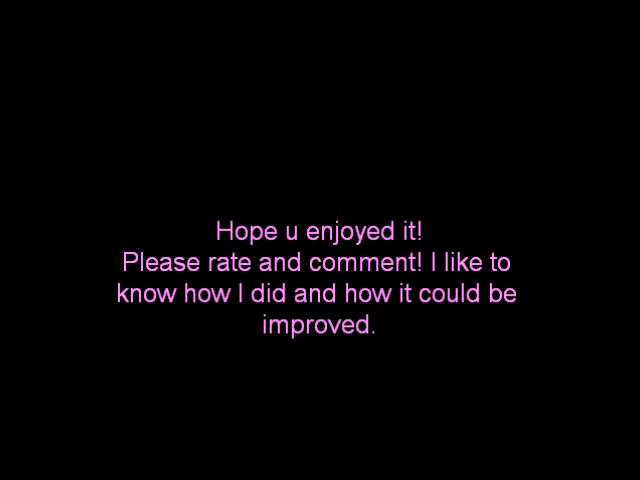 Hope u enjoyed it!
Please rate and comment! I like to
know how I did and how it could be
improved.